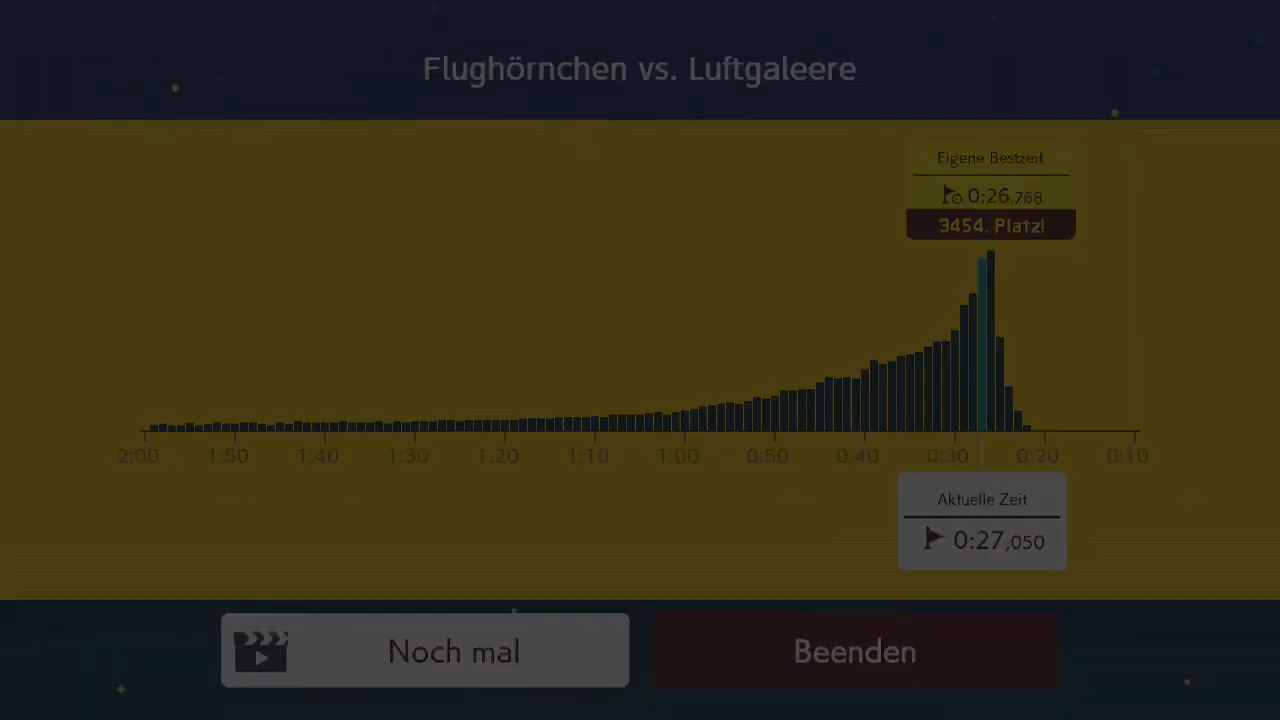 Flughörnchen vs. Luftgaleere
Eigene Bestzeit
0:26,768
3454. Platz!
2:00 1:50 1:40 1:30 1:20 1:10 1:00 0:50 0:40 0:30 0:20 0:10
Aktuelle Zeit
0:27,050
Noch mal Beenden